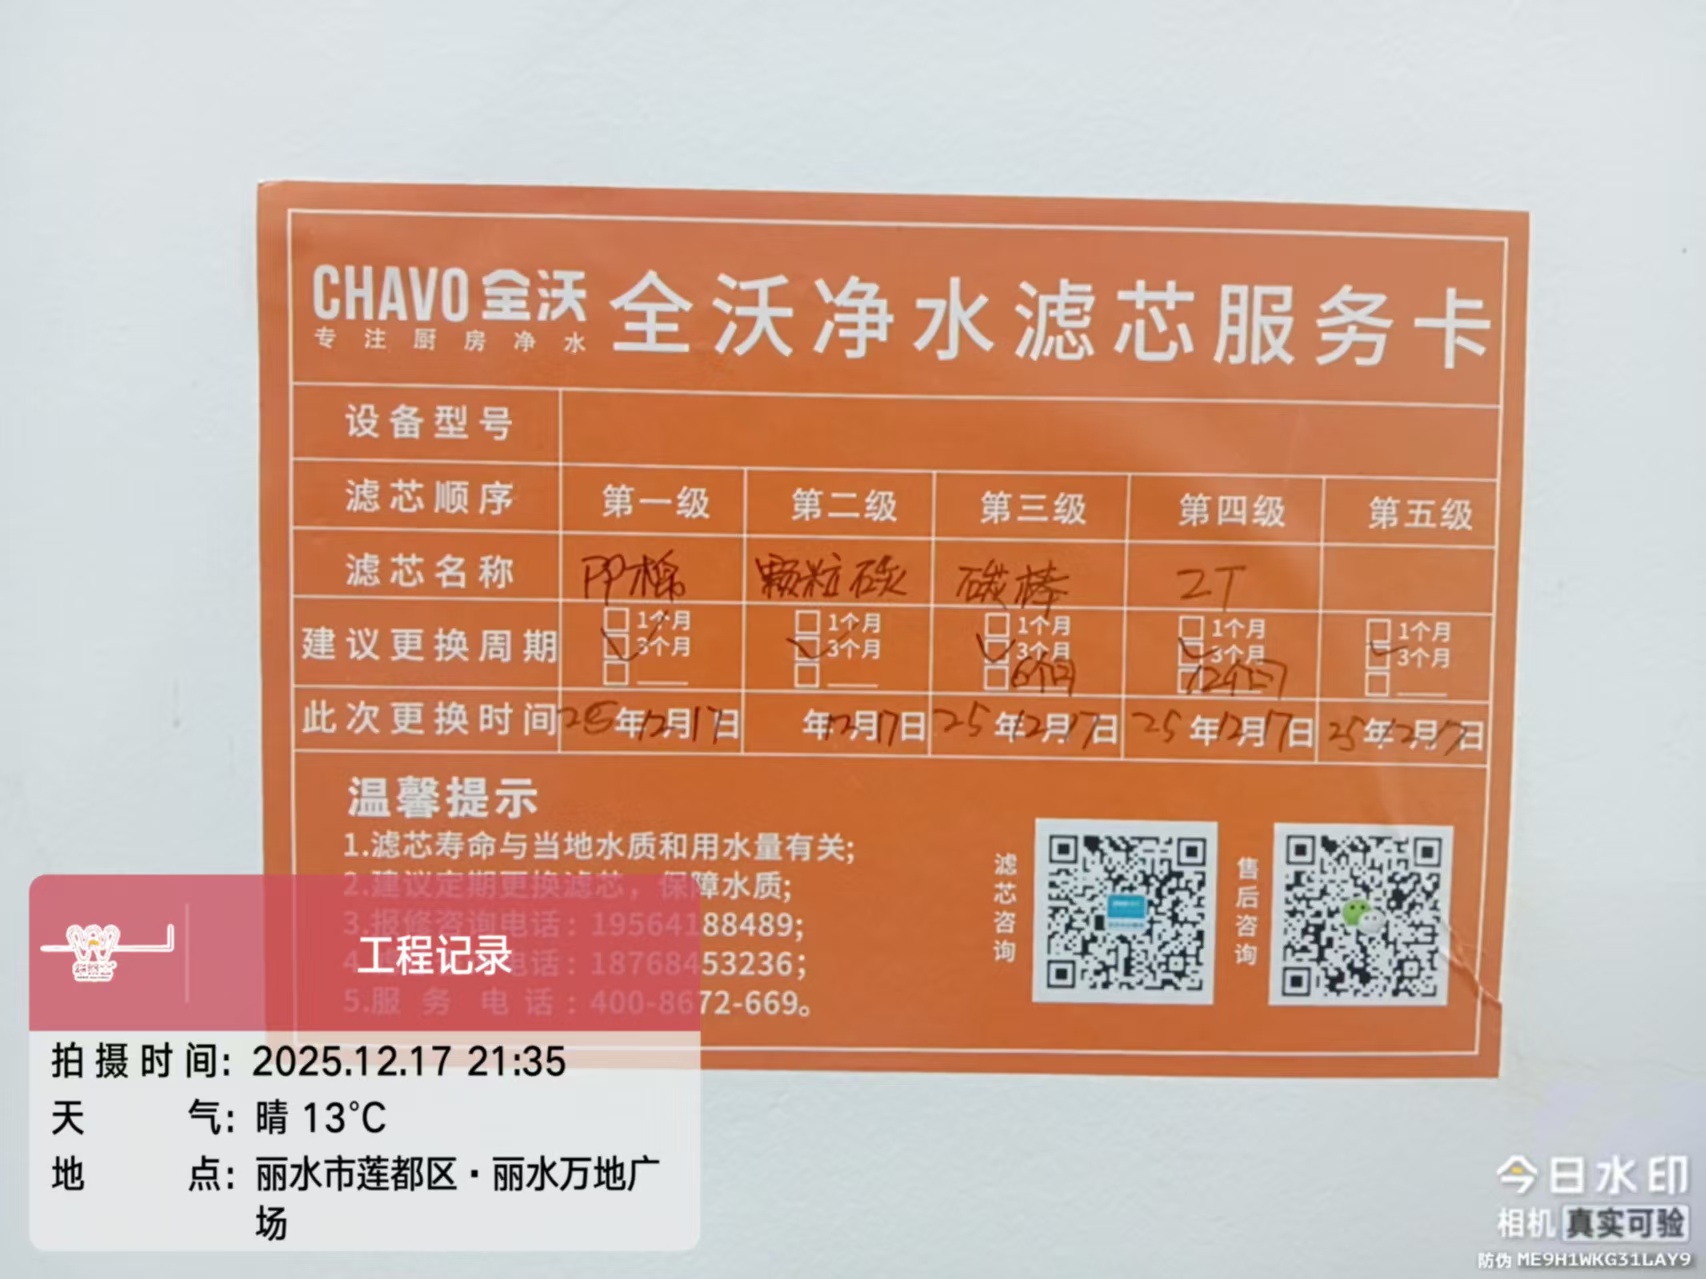 CHAVO 全沃
专注厨房净水
全沃净水滤芯服务卡
设备型号
滤芯顺序 第一级 第二级 第三级 第四级 第五级
滤芯名称 PP棉 颗粒碳 碳棒 2T
建议更换周期
1个月 1个月 1个月 1个月 1个月
3个月 3个月 3个月 3个月 3个月
6个月 12个月
此次更换时间 25年12月17日 年12月17日 25年12月17日 25年12月17日 25年12月17日
温馨提示
1.滤芯寿命与当地水质和用水量有关;
2.建议定期更换滤芯，保障水质;
3.报修咨询电话：19564188489;
4. 电话：18768453236;
5.服务电话：400-8672-669。
滤芯咨询
售后咨询
工程记录
拍摄时间: 2025.12.17 21:35
天气: 晴 13°C
地点: 丽水市莲都区·丽水万地广
场
今日水印
相机 真实可验
防伪 ME9H1WKG31LAY9